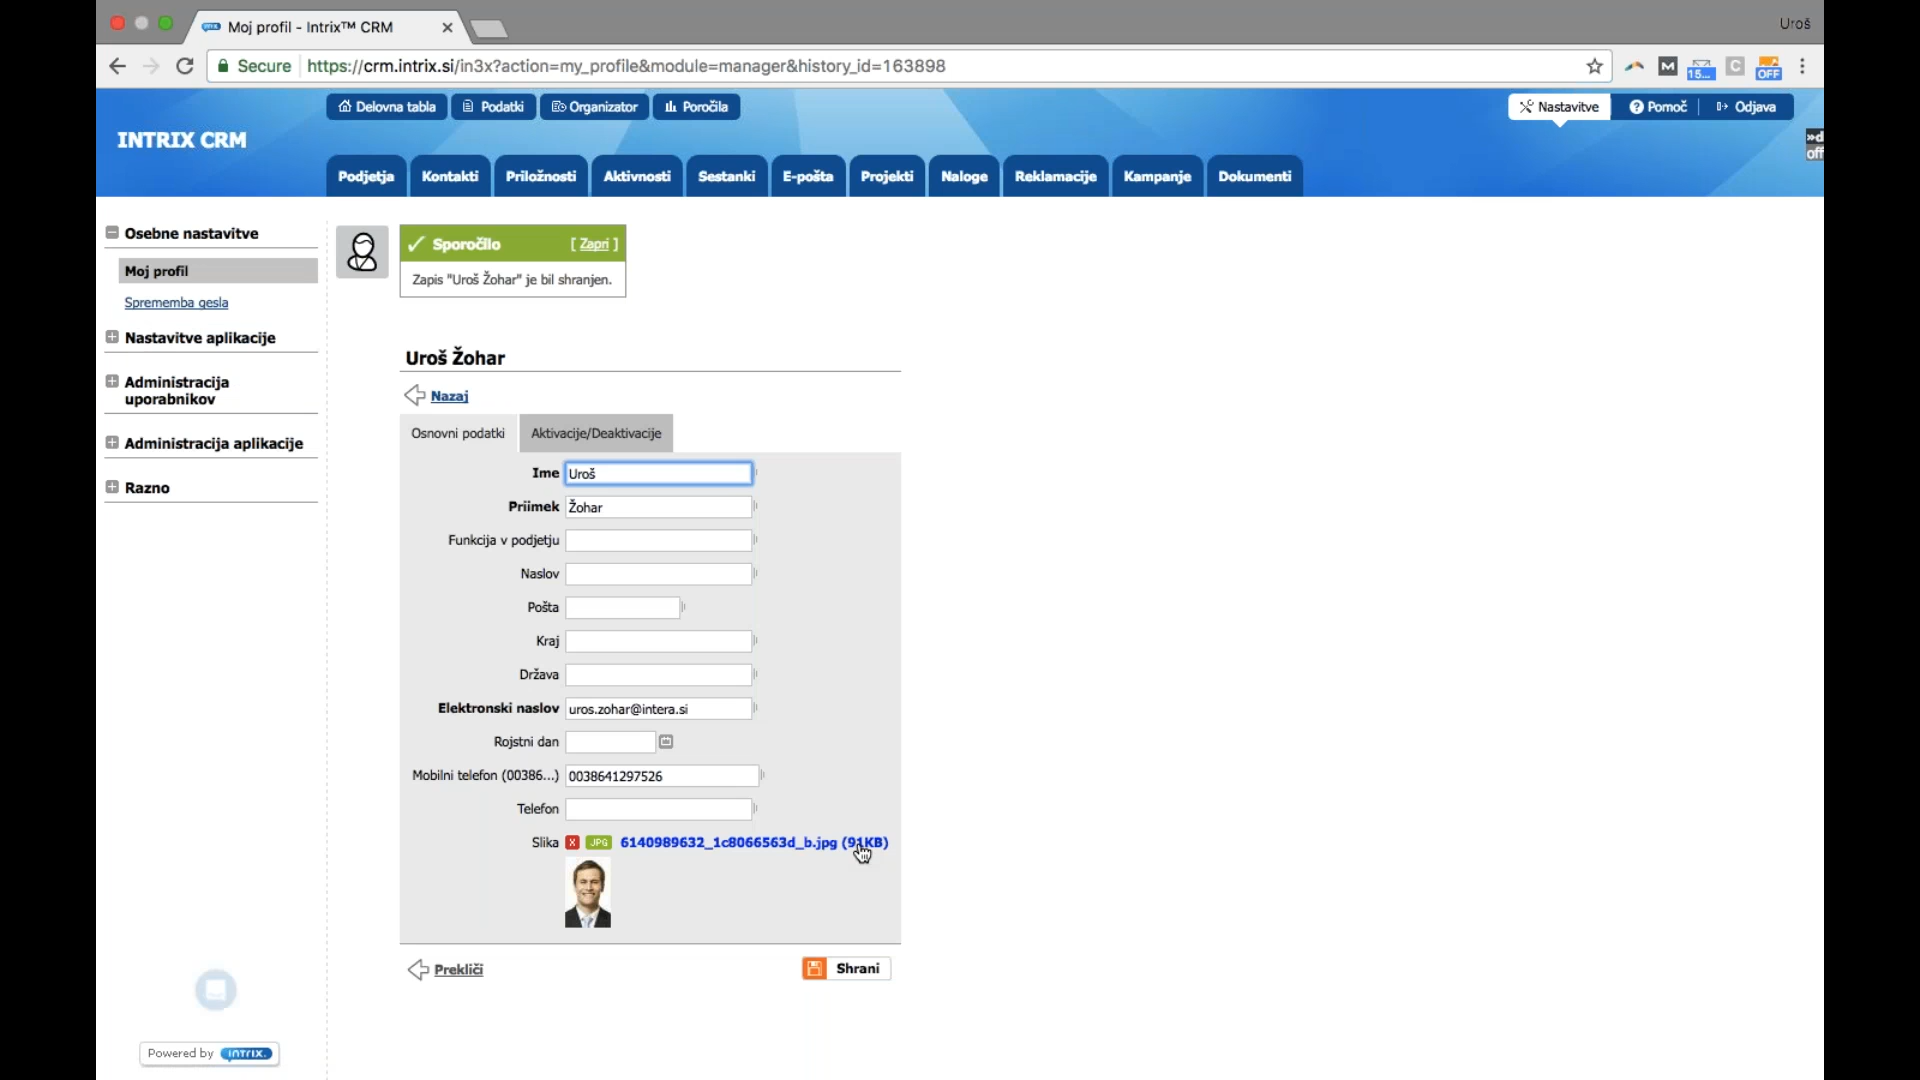 Moj profil - Intrix™ CRM
Uroš
Secure
https://crm.intrix.si/in3x?action=my_profile&module=manager&history_id=163898
M
15...
C
OFF
Delovna tabla
Podatki
Organizator
Poročila
Nastavitve
Pomoč
Odjava
INTRIX CRM
»d
off
Podjetja
Kontakti
Priložnosti
Aktivnosti
Sestanki
E-pošta
Projekti
Naloge
Reklamacije
Kampanje
Dokumenti
Osebne nastavitve
Moj profil
Sprememba gesla
Nastavitve aplikacije
Administracija
uporabnikov
Administracija aplikacije
Razno
Sporočilo
[ Zapri ]
Zapis "Uroš Žohar" je bil shranjen.
Uroš Žohar
Nazaj
Osnovni podatki
Aktivacije/Deaktivacije
Ime Uroš
Priimek Žohar
Funkcija v podjetju
Naslov
Pošta
Kraj
Država
Elektronski naslov uros.zohar@intera.si
Rojstni dan
Mobilni telefon (00386...) 0038641297526
Telefon
Slika X JPG 6140989632_1c8066563d_b.jpg (91KB)
Prekliči
Shrani
Powered by INTRIX.